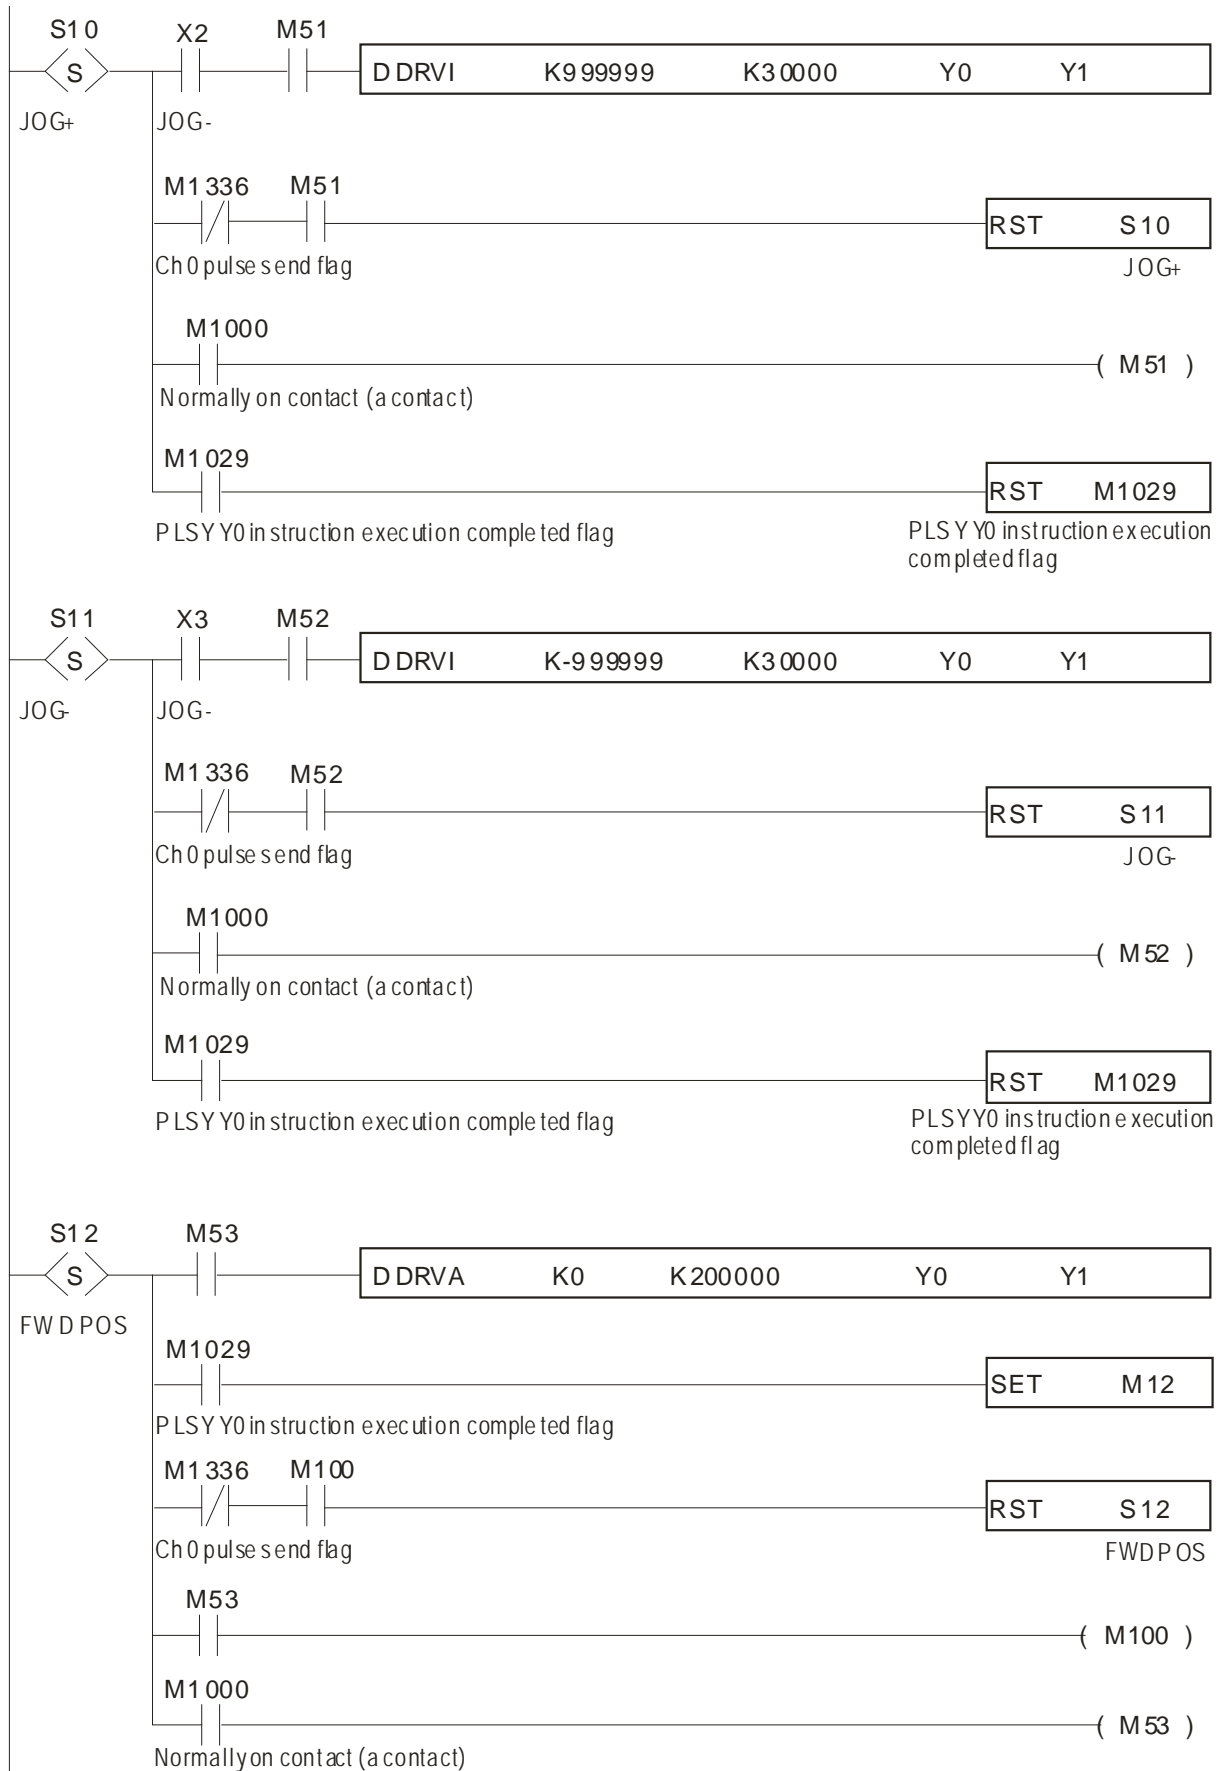 S10 X2 M51
S DDRVI K999999 K30000 Y0 Y1
JOG+ JOG-
M1336 M51
RST S10
Ch0 pulse send flag JOG+
M1000
( M51 )
Normally on contact (a contact)
M1029
RST M1029
PLSY Y0 instruction execution completed flag PLSY Y0 instruction execution
completed flag
S11 X3 M52
S DDRVI K-999999 K30000 Y0 Y1
JOG- JOG-
M1336 M52
RST S11
Ch0 pulse send flag JOG-
M1000
( M52 )
Normally on contact (a contact)
M1029
RST M1029
PLSY Y0 instruction execution completed flag PLSY Y0 instruction execution
completed flag
S12 M53
S DDRVA K0 K200000 Y0 Y1
FWD POS
M1029
SET M12
PLSY Y0 instruction execution completed flag
M1336 M100
RST S12
Ch0 pulse send flag FWD POS
M53
( M100 )
M1000
( M53 )
Normally on contact (a contact)